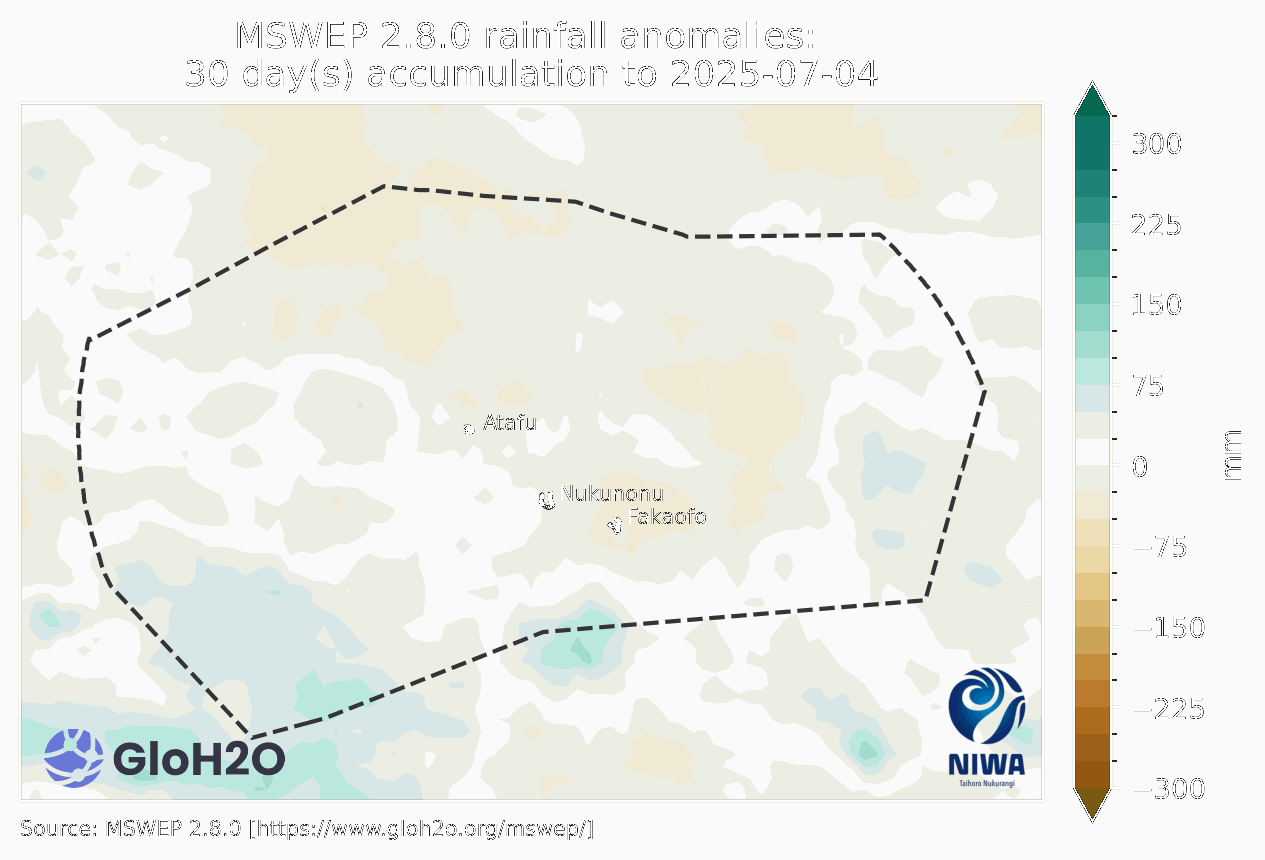 MSWEP 2.8.0 rainfall anomalies:
30 day(s) accumulation to 2025-07-04
300
225
150
75
0
−75
−150
−225
−300
mm
Atafu
Nukunonu
Fakaofo
GloH2O
NIWA
Taihoro Nukurangi
Source: MSWEP 2.8.0 [https://www.gloh2o.org/mswep/]